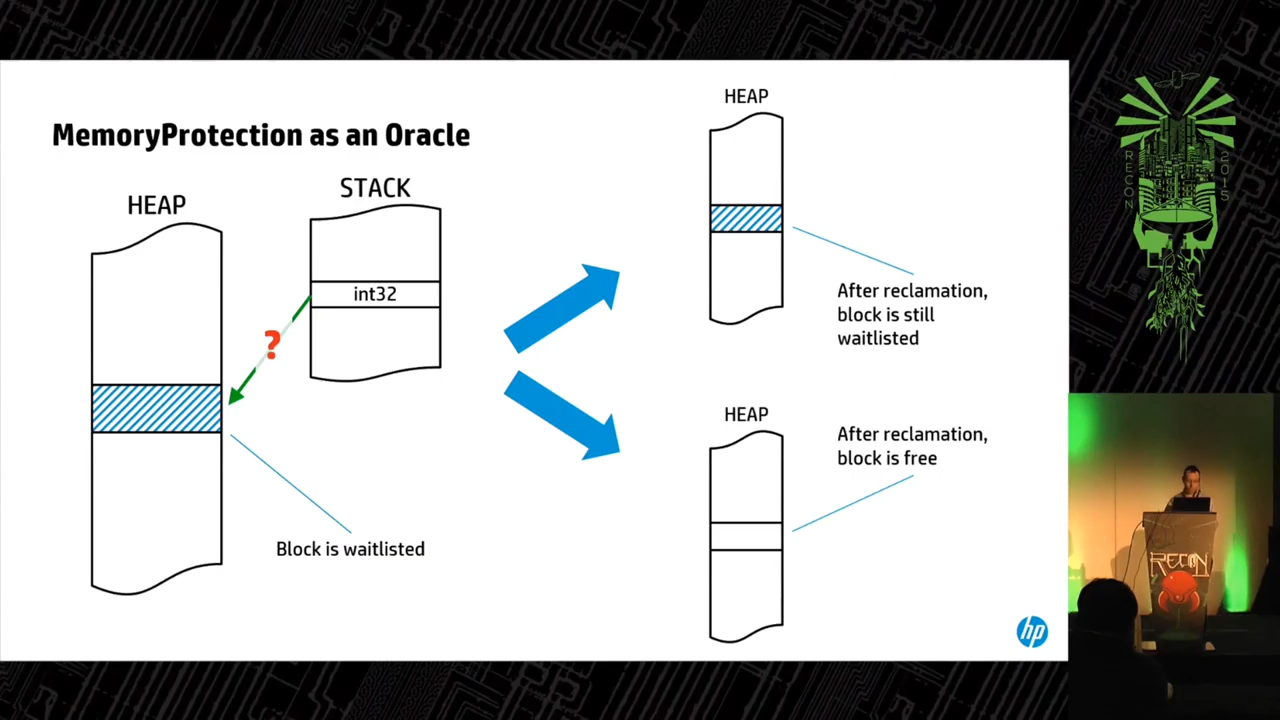 MemoryProtection as an Oracle
HEAP
STACK
int32
?
Block is waitlisted
HEAP
After reclamation,
block is still
waitlisted
HEAP
After reclamation,
block is free
hp
RECON
2015
RECON